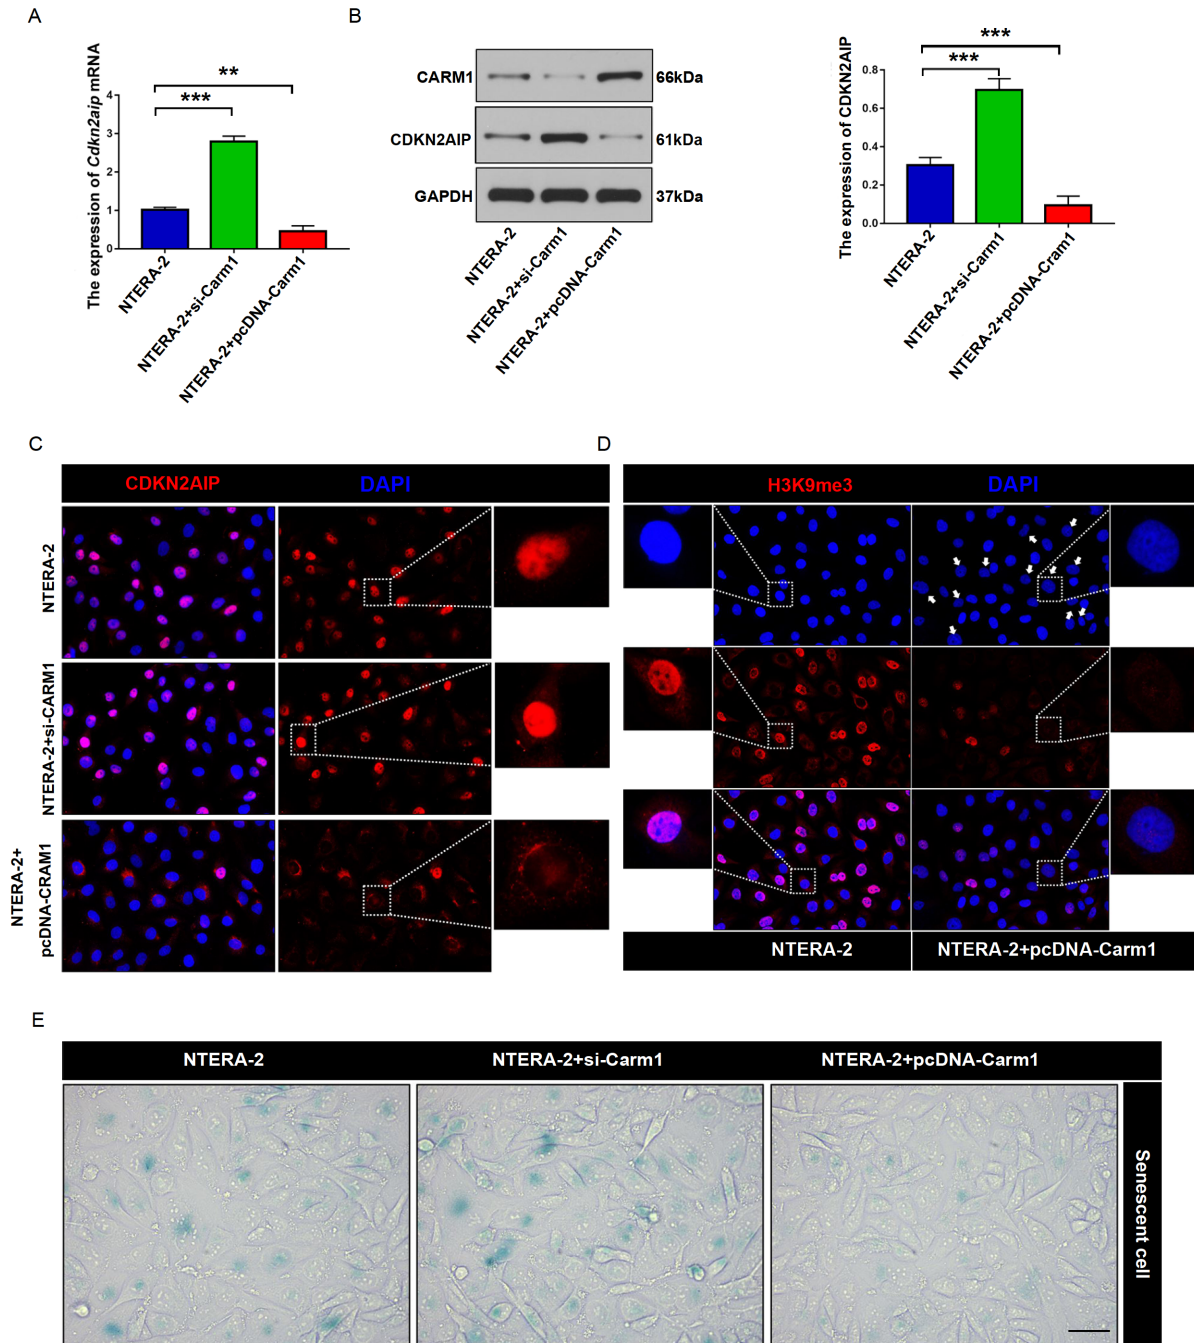 A
The expression of Cdkn2aip mRNA
**
***
4
3
2
1
0
NTERA-2
NTERA-2+si-Carm1
NTERA-2+pcDNA-Carm1
B
CARM1
66kDa
CDKN2AIP
61kDa
GAPDH
37kDa
NTERA-2
NTERA-2+si-Carm1
NTERA-2+pcDNA-Carm1
The expression of CDKN2AIP
***
***
0.8
0.6
0.4
0.2
0.0
NTERA-2
NTERA-2+si-Carm1
NTERA-2+pcDNA-Cram1
C
CDKN2AIP
DAPI
NTERA-2
NTERA-2+si-CARM1
NTERA-2+
pcDNA-CRAM1
D
H3K9me3
DAPI
NTERA-2
NTERA-2+pcDNA-Carm1
E
NTERA-2
NTERA-2+si-Carm1
NTERA-2+pcDNA-Carm1
Senescent cell